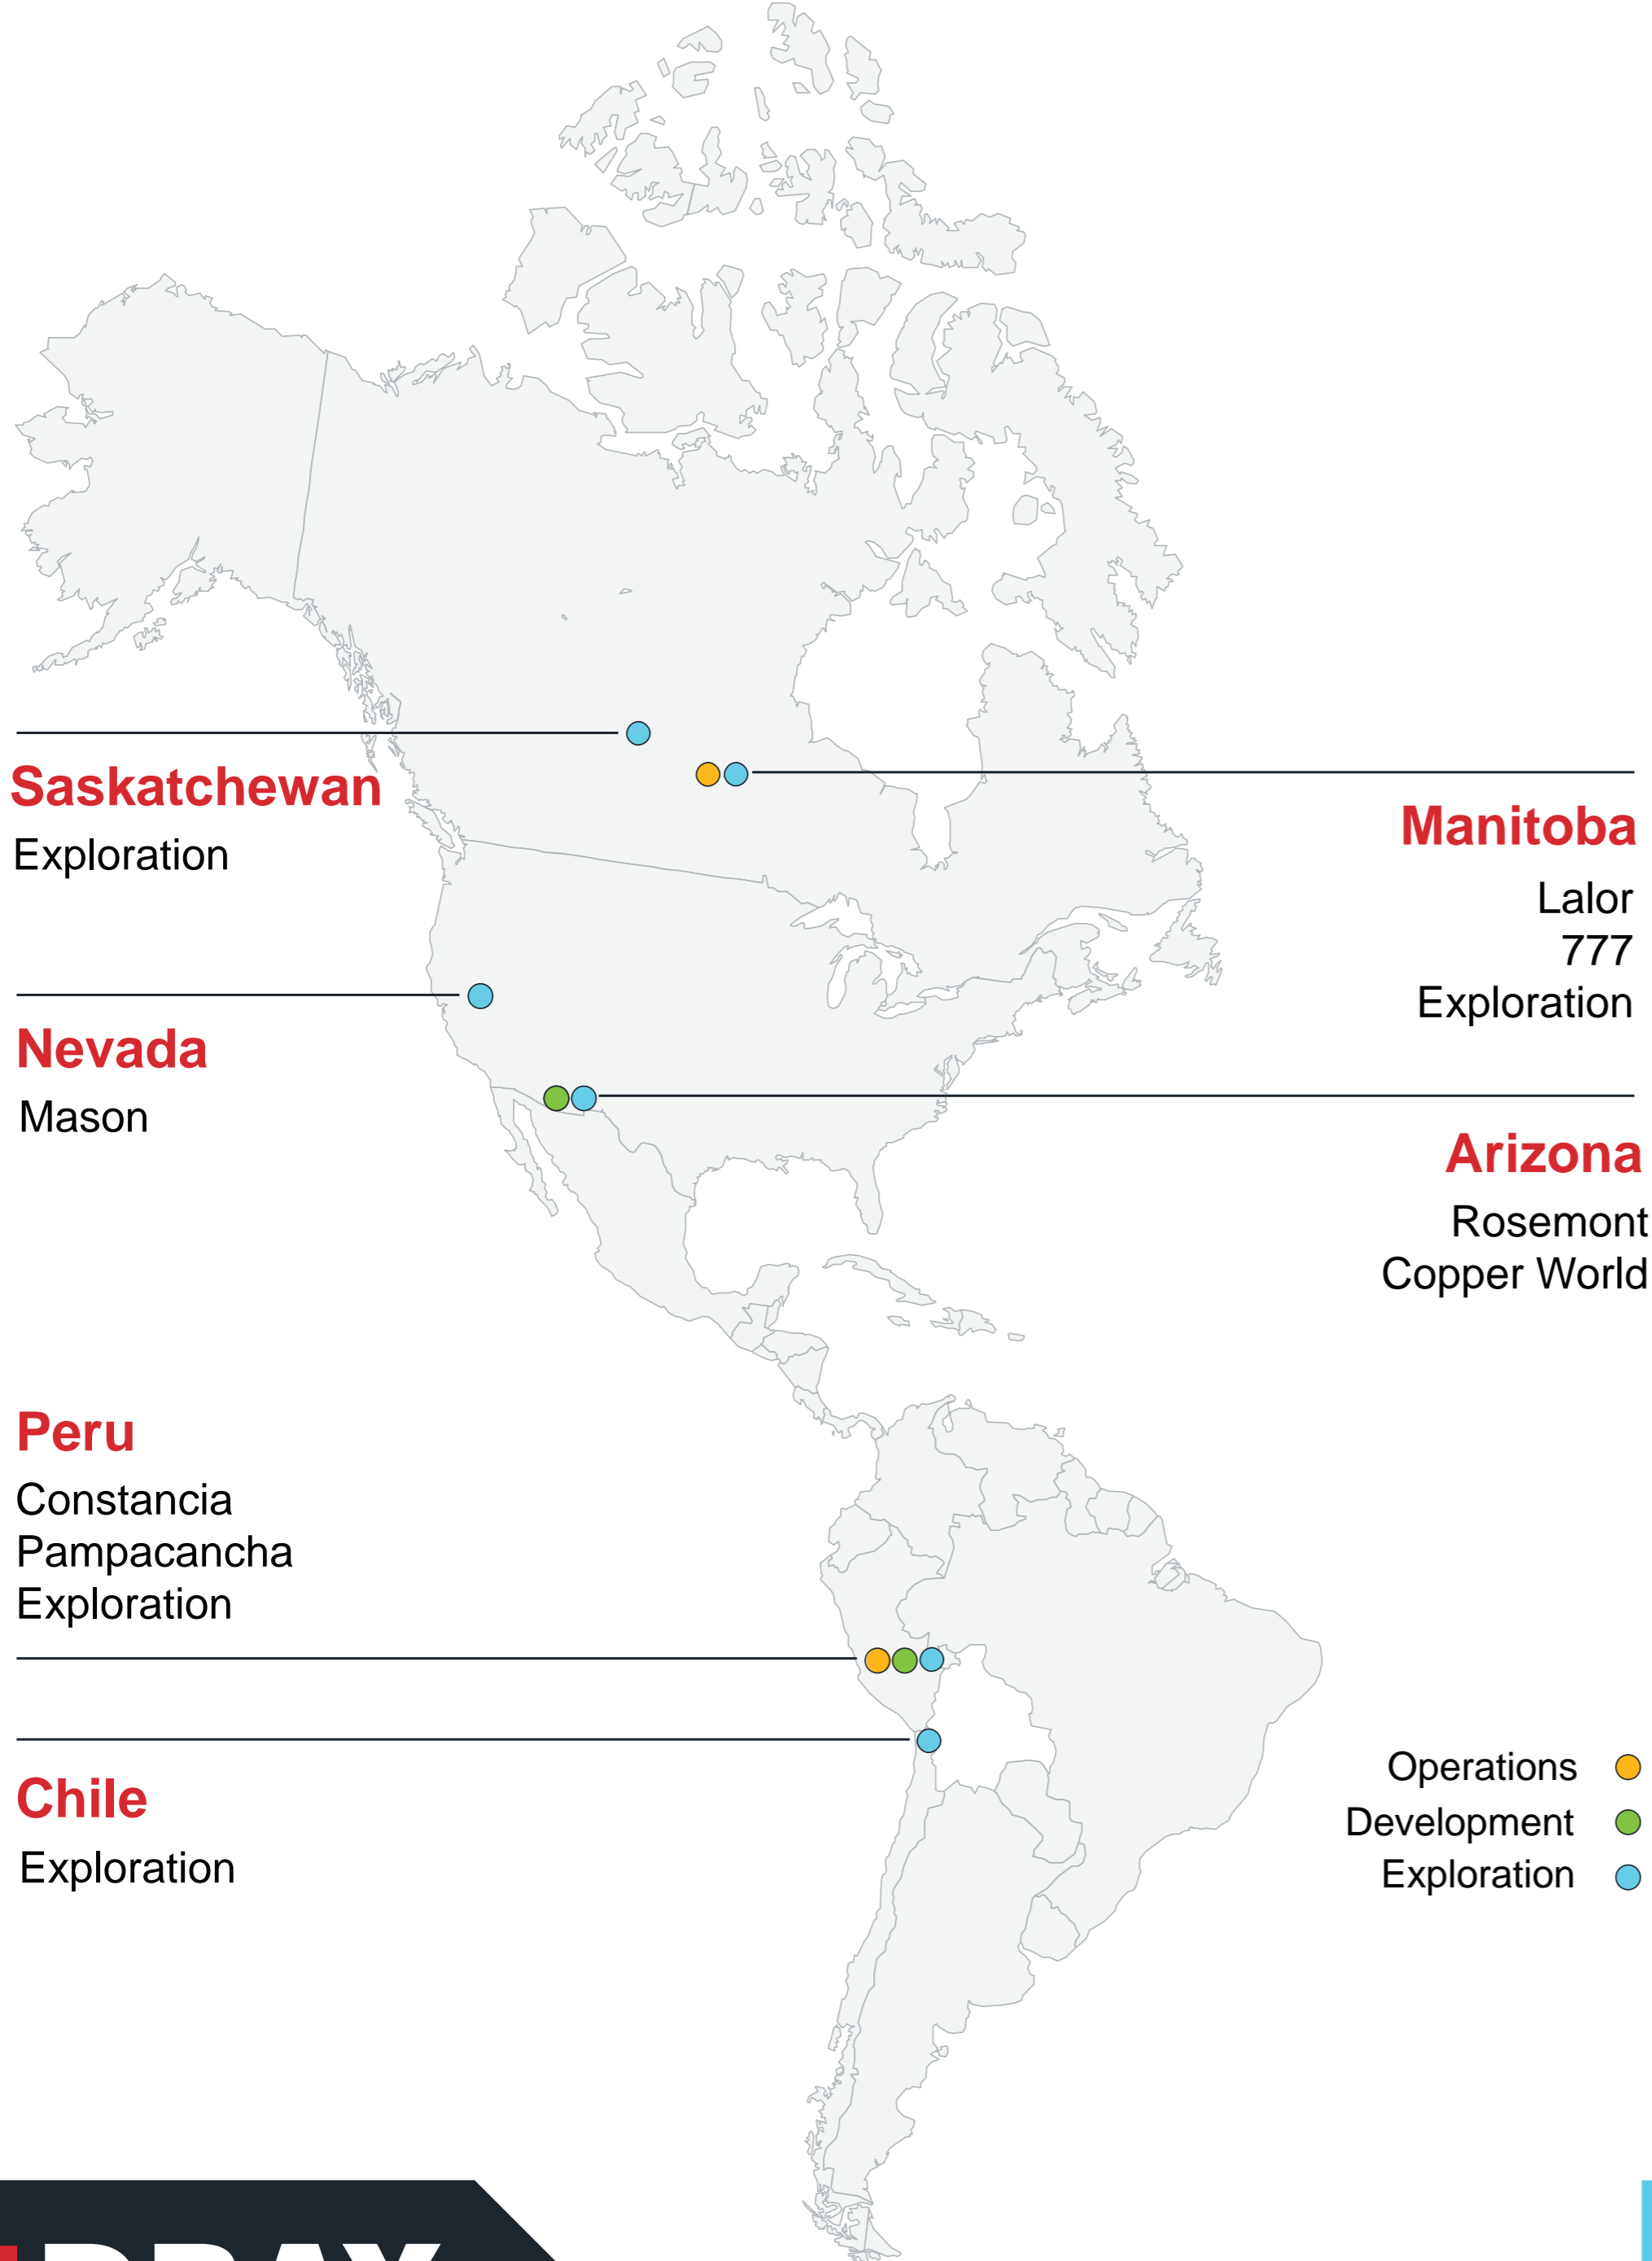 Saskatchewan
Exploration
Manitoba
Lalor
777
Exploration
Nevada
Mason
Arizona
Rosemont
Copper World
Peru
Constancia
Pampacancha
Exploration
Chile
Exploration
Operations
Development
Exploration